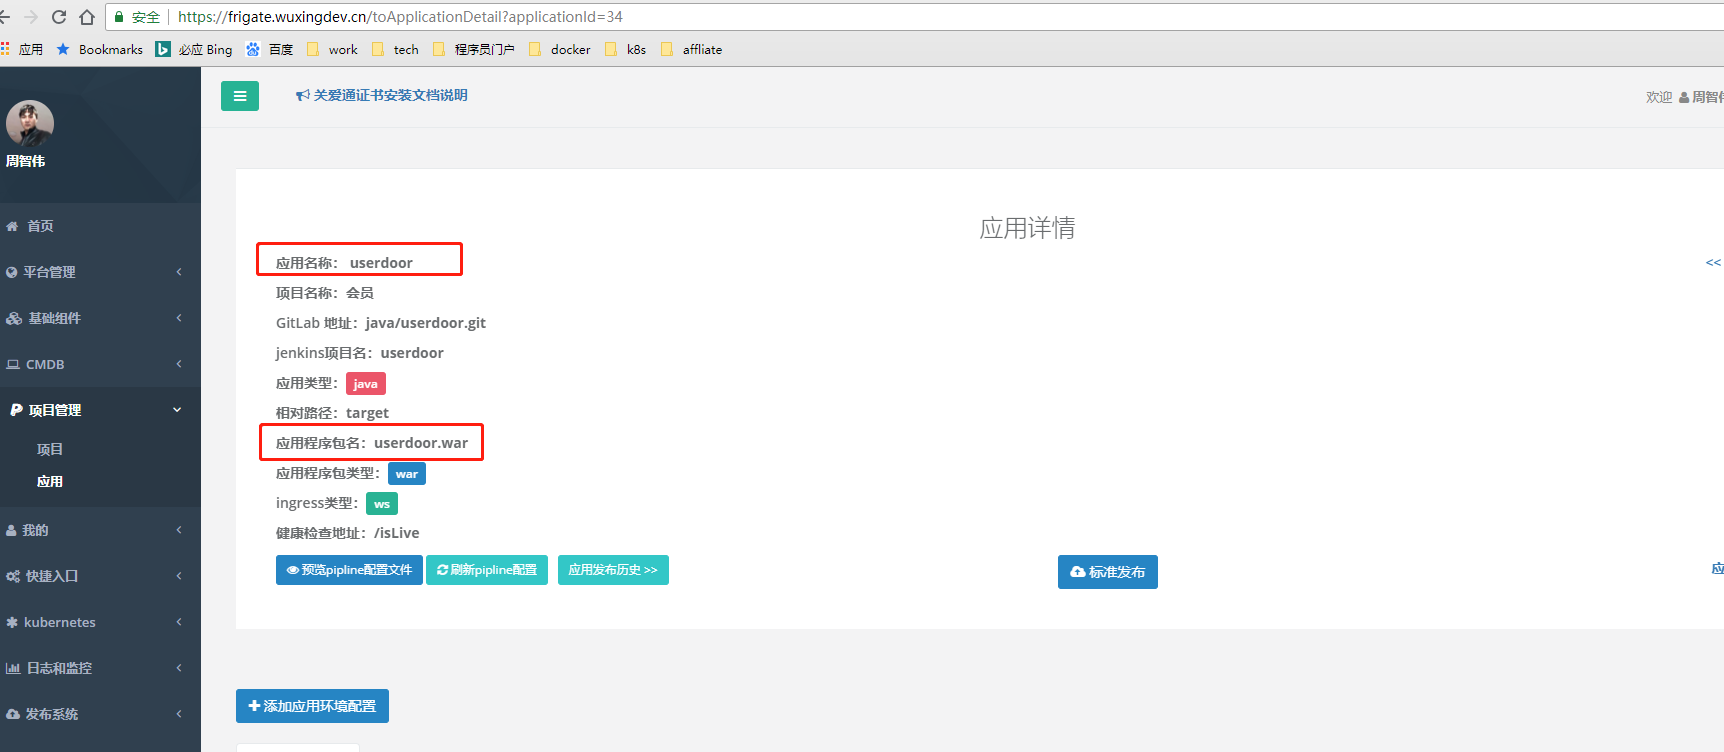 安全 https://frigate.wuxingdev.cn/toApplicationDetail?applicationId=34
应用 Bookmarks 必应 Bing 百度 work tech 程序员门户 docker k8s affliate
关爱通证书安装文档说明
欢迎 周智伟
周智伟
首页
平台管理
基础组件
CMDB
项目管理
项目
应用
我的
快捷入口
kubernetes
日志和监控
发布系统
应用详情
<<
应用名称： userdoor
项目名称：会员
GitLab 地址：java/userdoor.git
jenkins项目名：userdoor
应用类型：java
相对路径：target
应用程序包名：userdoor.war
应用程序包类型：war
ingress类型：ws
健康检查地址：/isLive
预览pipline配置文件 刷新pipline配置 应用发布历史 >> 标准发布 应
添加应用环境配置